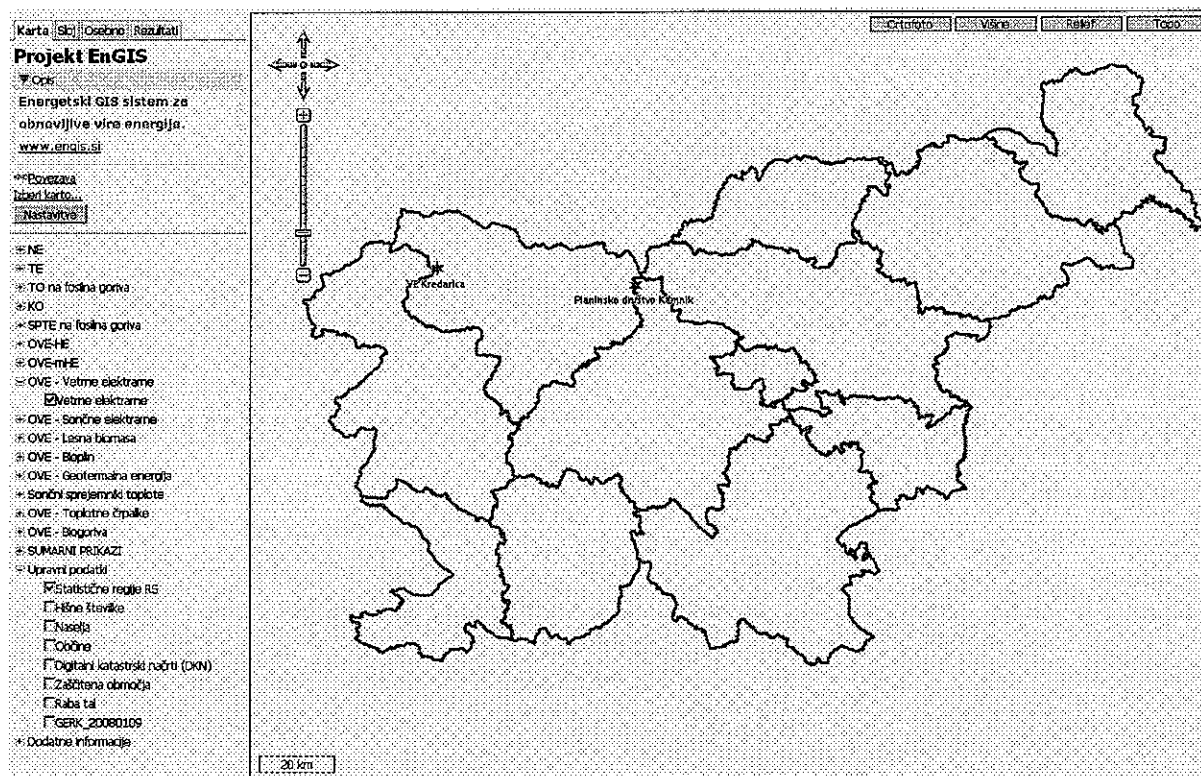 Karta Sloj Osebno Rezultati
Projekt EnGIS
Opis
Energetski GIS sistem za
obnovljive vire energija.
www.engis.si
Povezava
Izberi karto...
Nastavitve
NE
TE
TO na fosilna goriva
KO
SPTE na fosilna goriva
OVE-HE
OVE-mHE
OVE - Vetrne elektrarne
Vetrne elektrarne
OVE - Sončne elektrarne
OVE - Lesna biomasa
OVE - Bioplin
OVE - Geotermalna energija
Sončni sprejemniki toplote
OVE - Toplotne črpalke
OVE - Biogoriva
SUMARNI PRIKAZI
Upravni podatki
Statistične regije RS
Hišne številke
Naselja
Občine
Digitalni katastrski načrti (DKN)
Zaščitena območja
Raba tal
GERK_20080109
Dodatne informacije
Ortofoto Višine Relief Topo
VE Kredarica
Planinsko društvo Kamnik
20 km